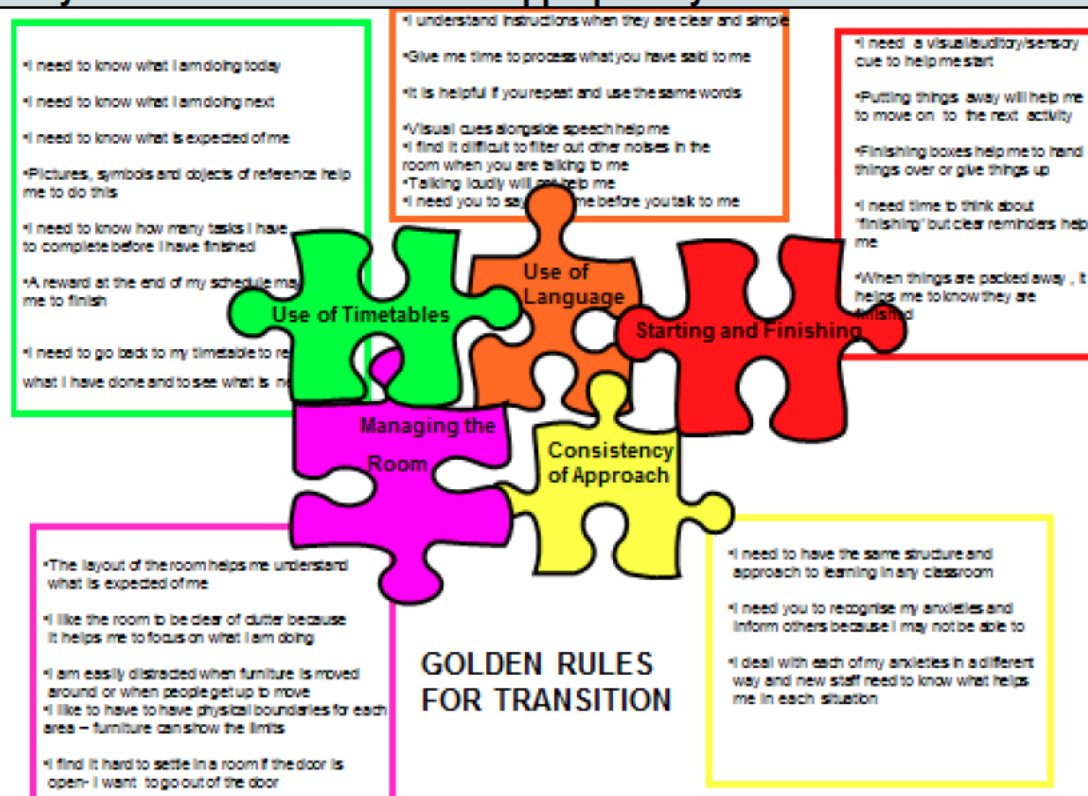 •I need to know what I am doing today
•I need to know what I am doing next
•I need to know what is expected of me
•Pictures, symbols and objects of reference help
me to do this
•I need to know how many tasks I have
to complete before I have finished
•A reward at the end of my schedule may
me to finish
•I need to go back to my timetable to
what I have done and to see what is
•I understand instructions when they are clear and simple
•Give me time to process what you have said to me
•It is helpful if you repeat and use the same words
•Visual cues alongside speech help me
•I find it difficult to filter out other noises in the
room when you are talking to me
•Talking loudly will not help me
•I need you to say me before you talk to me
•I need a visual/auditory/sensory
cue to help me start
•Putting things away will help me
to move on to the next activity
•Finishing boxes help me to hand
things over or give things up
•I need time to think about
"finishing" but clear reminders help
me
•When things are packed away , it
helps me to know they are
finished
Use of Timetables
Use of
Language
Starting and Finishing
Managing the
Room
Consistency
of Approach
•The layout of the room helps me understand
what is expected of me
•I like the room to be clear of clutter because
it helps me to focus on what I am doing
•I am easily distracted when furniture is moved
around or when people get up to move
•I like to have to have physical boundaries for each
area – furniture can show the limits
•I find it hard to settle in a room if the door is
open- I want to go out of the door
GOLDEN RULES
FOR TRANSITION
•I need to have the same structure and
approach to learning in any classroom
•I need you to recognise my anxieties and
inform others because I may not be able to
•I deal with each of my anxieties in a different
way and new staff need to know what helps
me in each situation